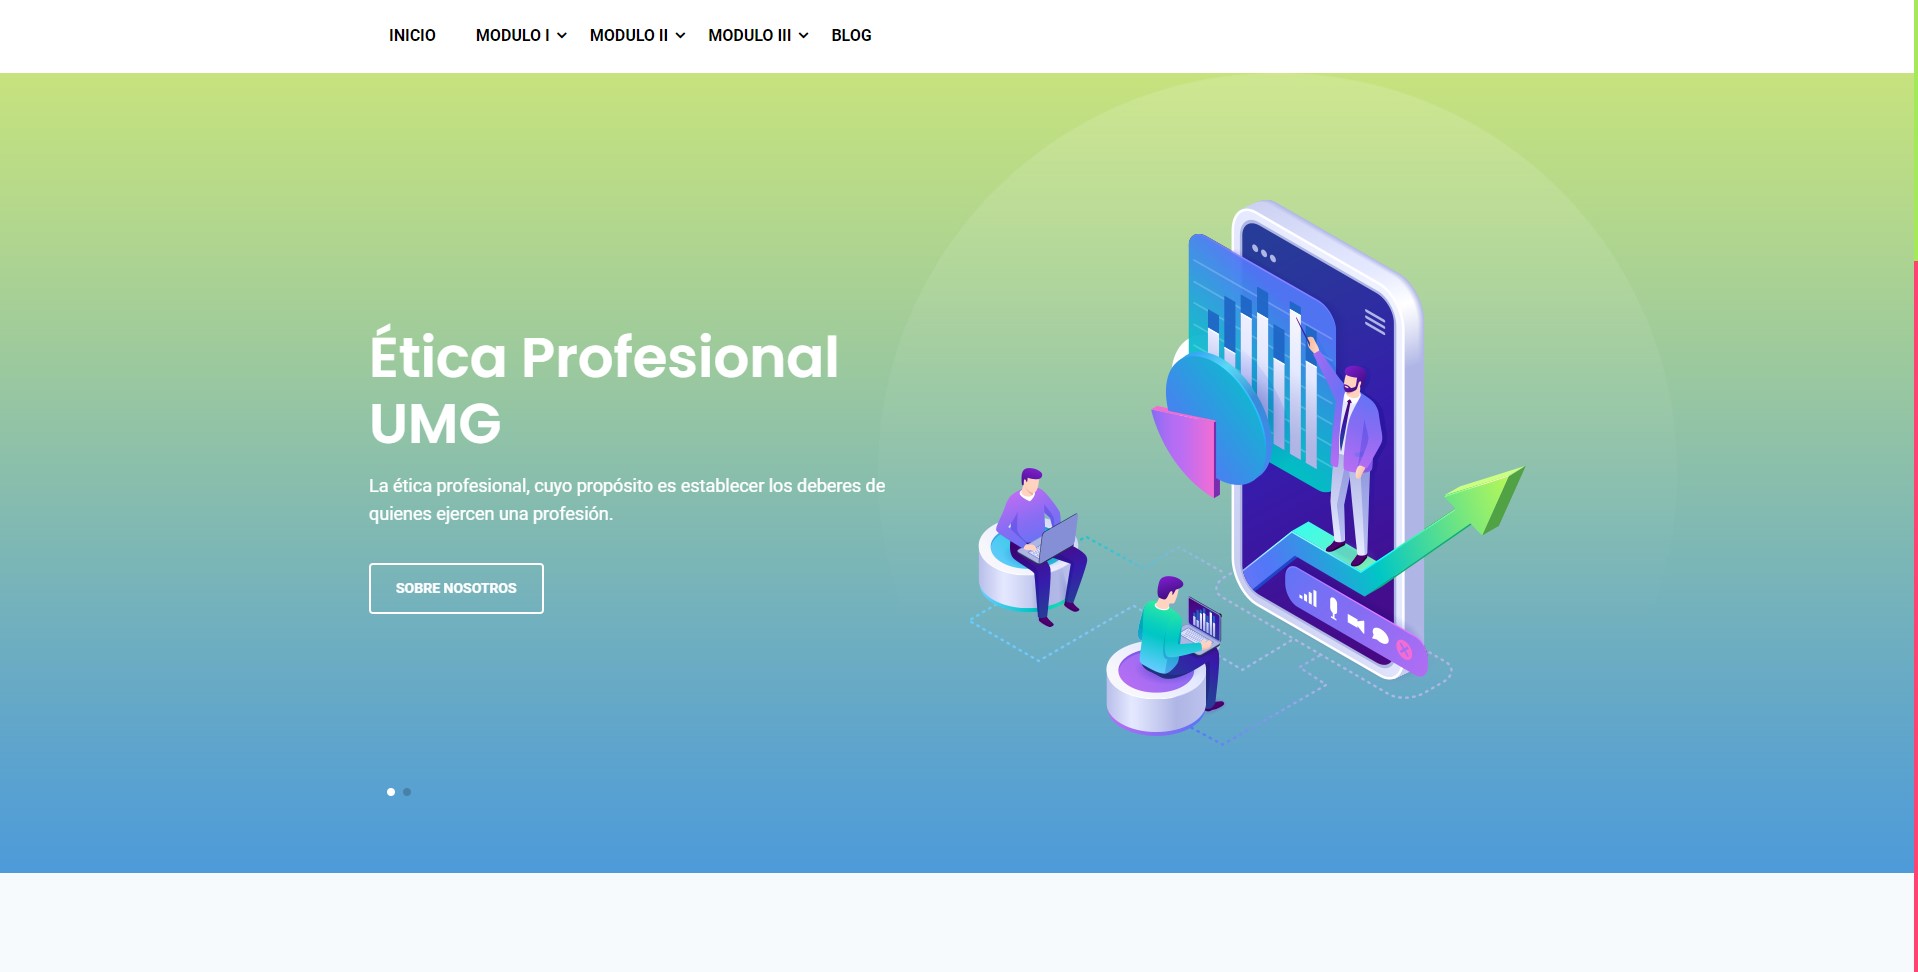 INICIO MODULO I MODULO II MODULO III BLOG
Ética Profesional
UMG
La ética profesional, cuyo propósito es establecer los deberes de
quienes ejercen una profesión.
SOBRE NOSOTROS